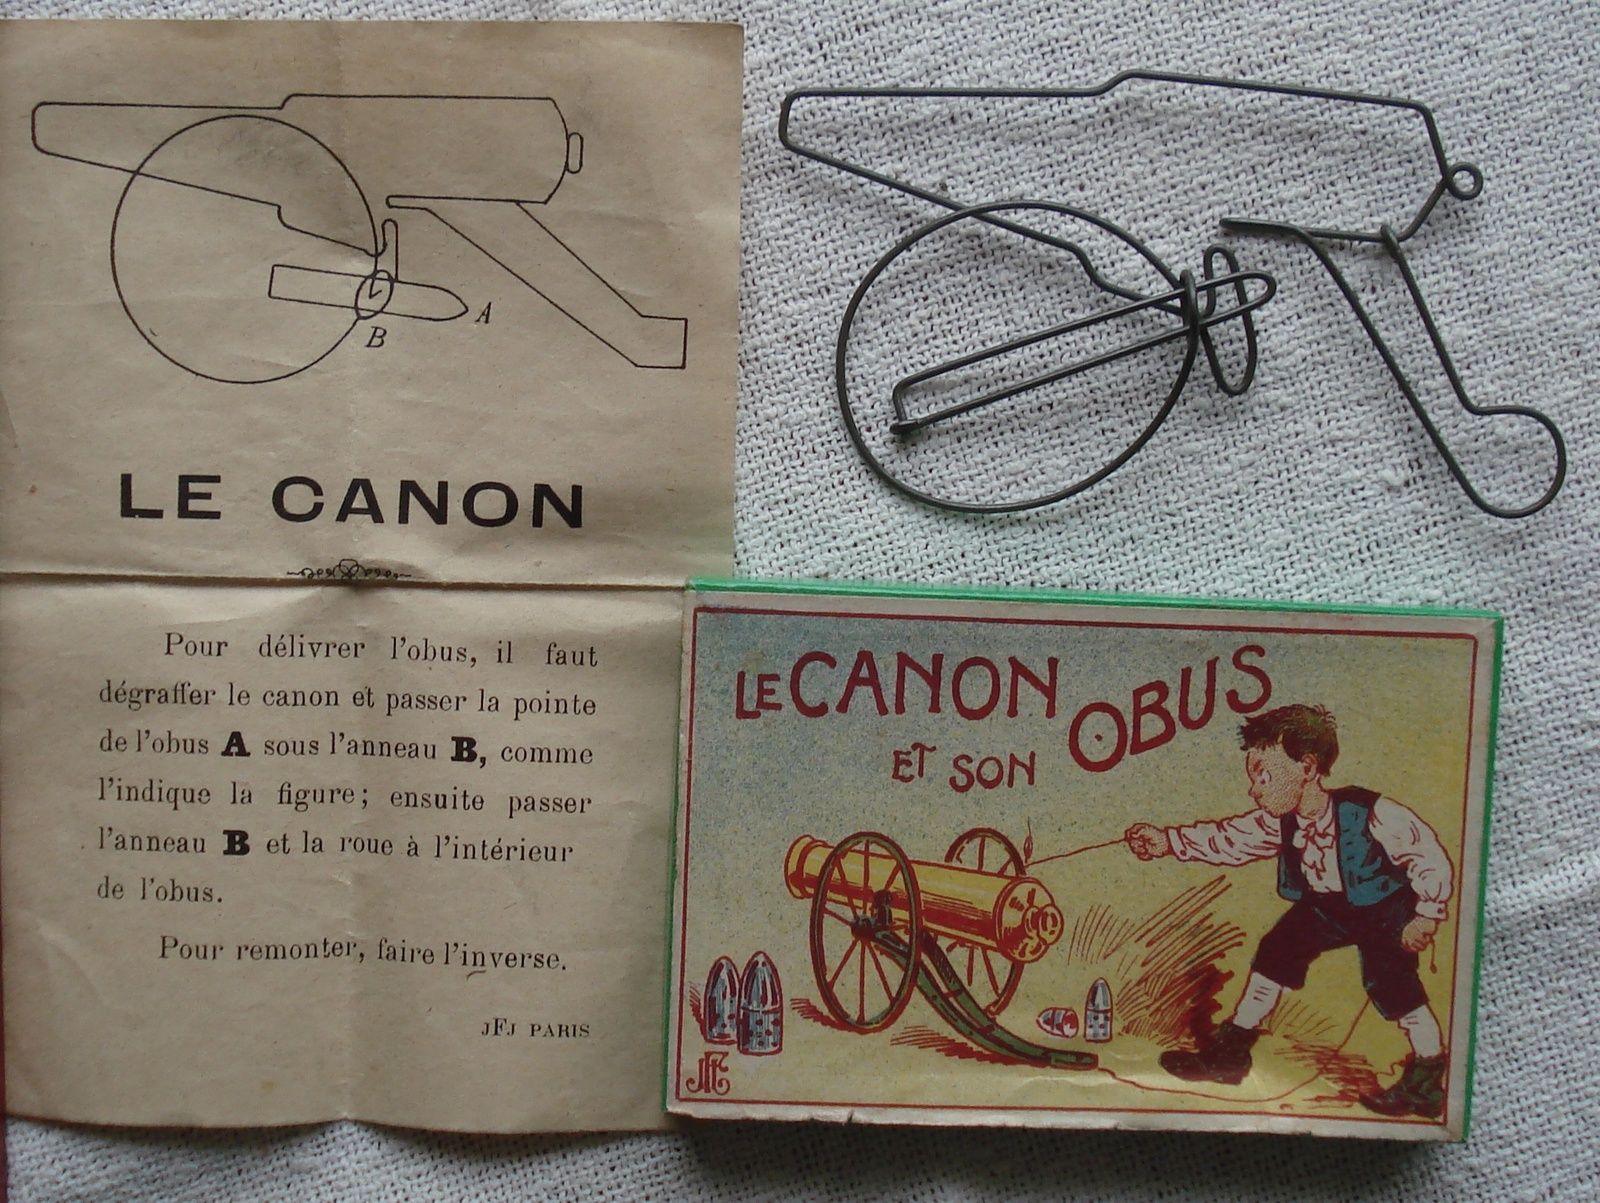 A
B
LE CANON
Pour délivrer l'obus, il faut
dégraffer le canon et passer la pointe
de l'obus A sous l'anneau B, comme
l'indique la figure; ensuite passer
l'anneau B et la roue à l'intérieur
de l'obus.
Pour remonter, faire l'inverse.
JFJ PARIS
LE CANON
ET SON OBUS
JFJ